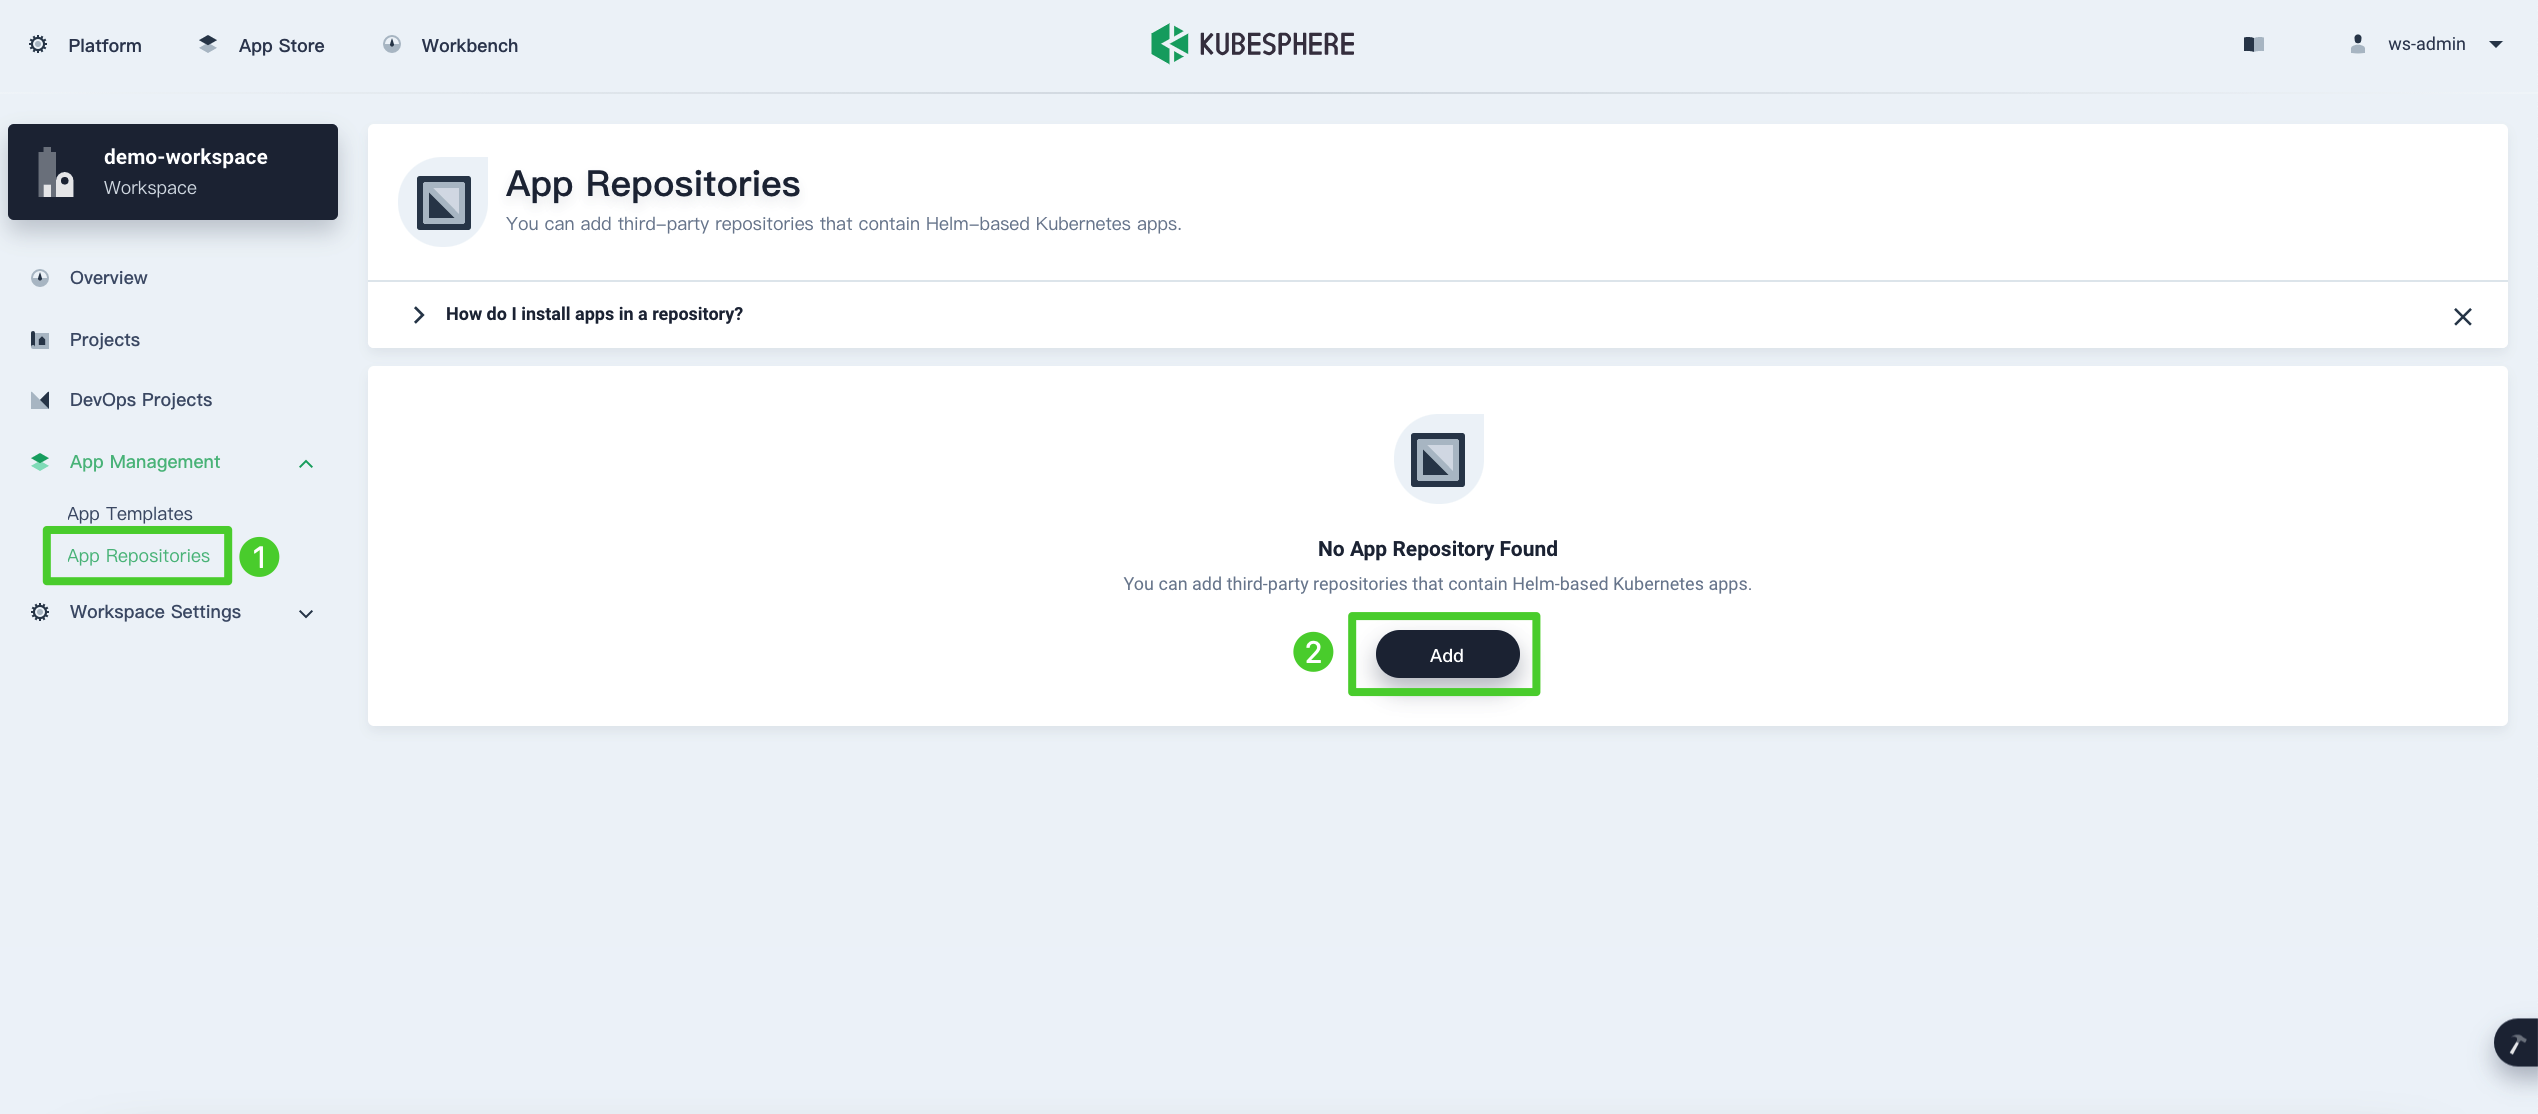 Platform
App Store
Workbench
KUBESPHERE
ws-admin
demo-workspace
Workspace
Overview
Projects
DevOps Projects
App Management
App Templates
App Repositories
1
Workspace Settings
App Repositories
You can add third-party repositories that contain Helm-based Kubernetes apps.
How do I install apps in a repository?
No App Repository Found
You can add third-party repositories that contain Helm-based Kubernetes apps.
2
Add